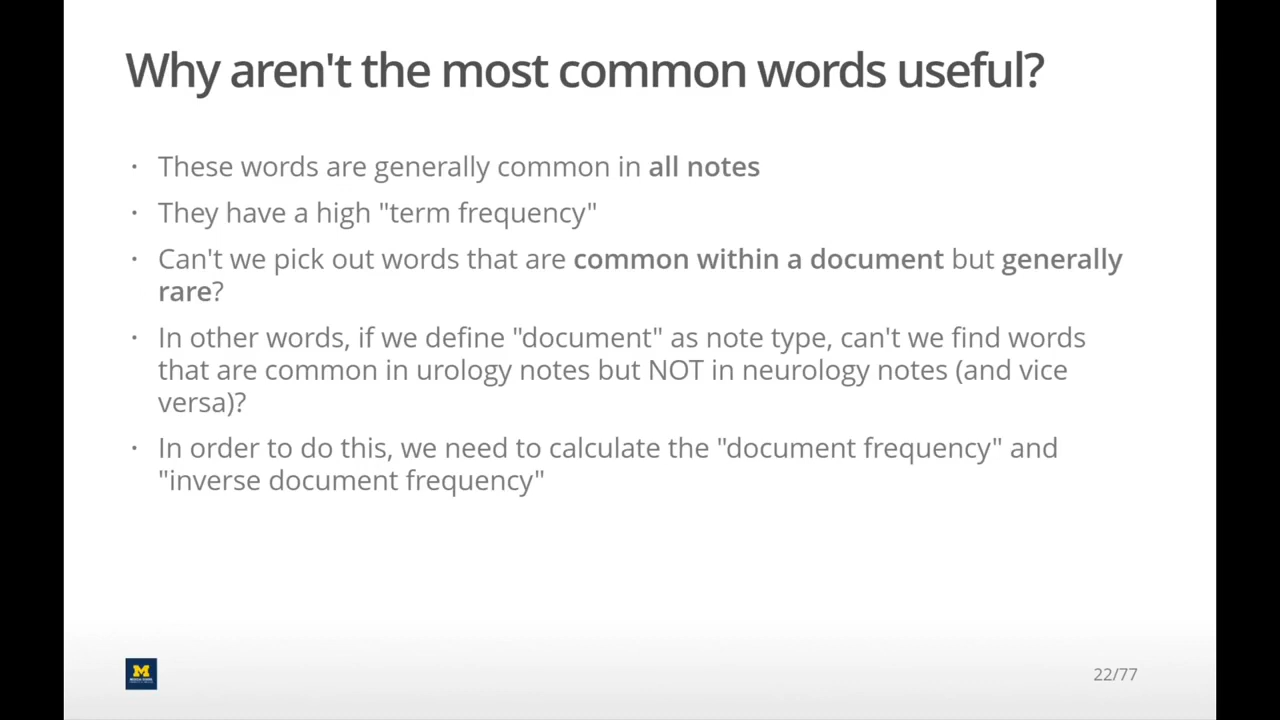 Why aren't the most common words useful?
· These words are generally common in all notes
· They have a high "term frequency"
· Can't we pick out words that are common within a document but generally
rare?
· In other words, if we define "document" as note type, can't we find words
that are common in urology notes but NOT in neurology notes (and vice
versa)?
· In order to do this, we need to calculate the "document frequency" and
"inverse document frequency"
M
22/77